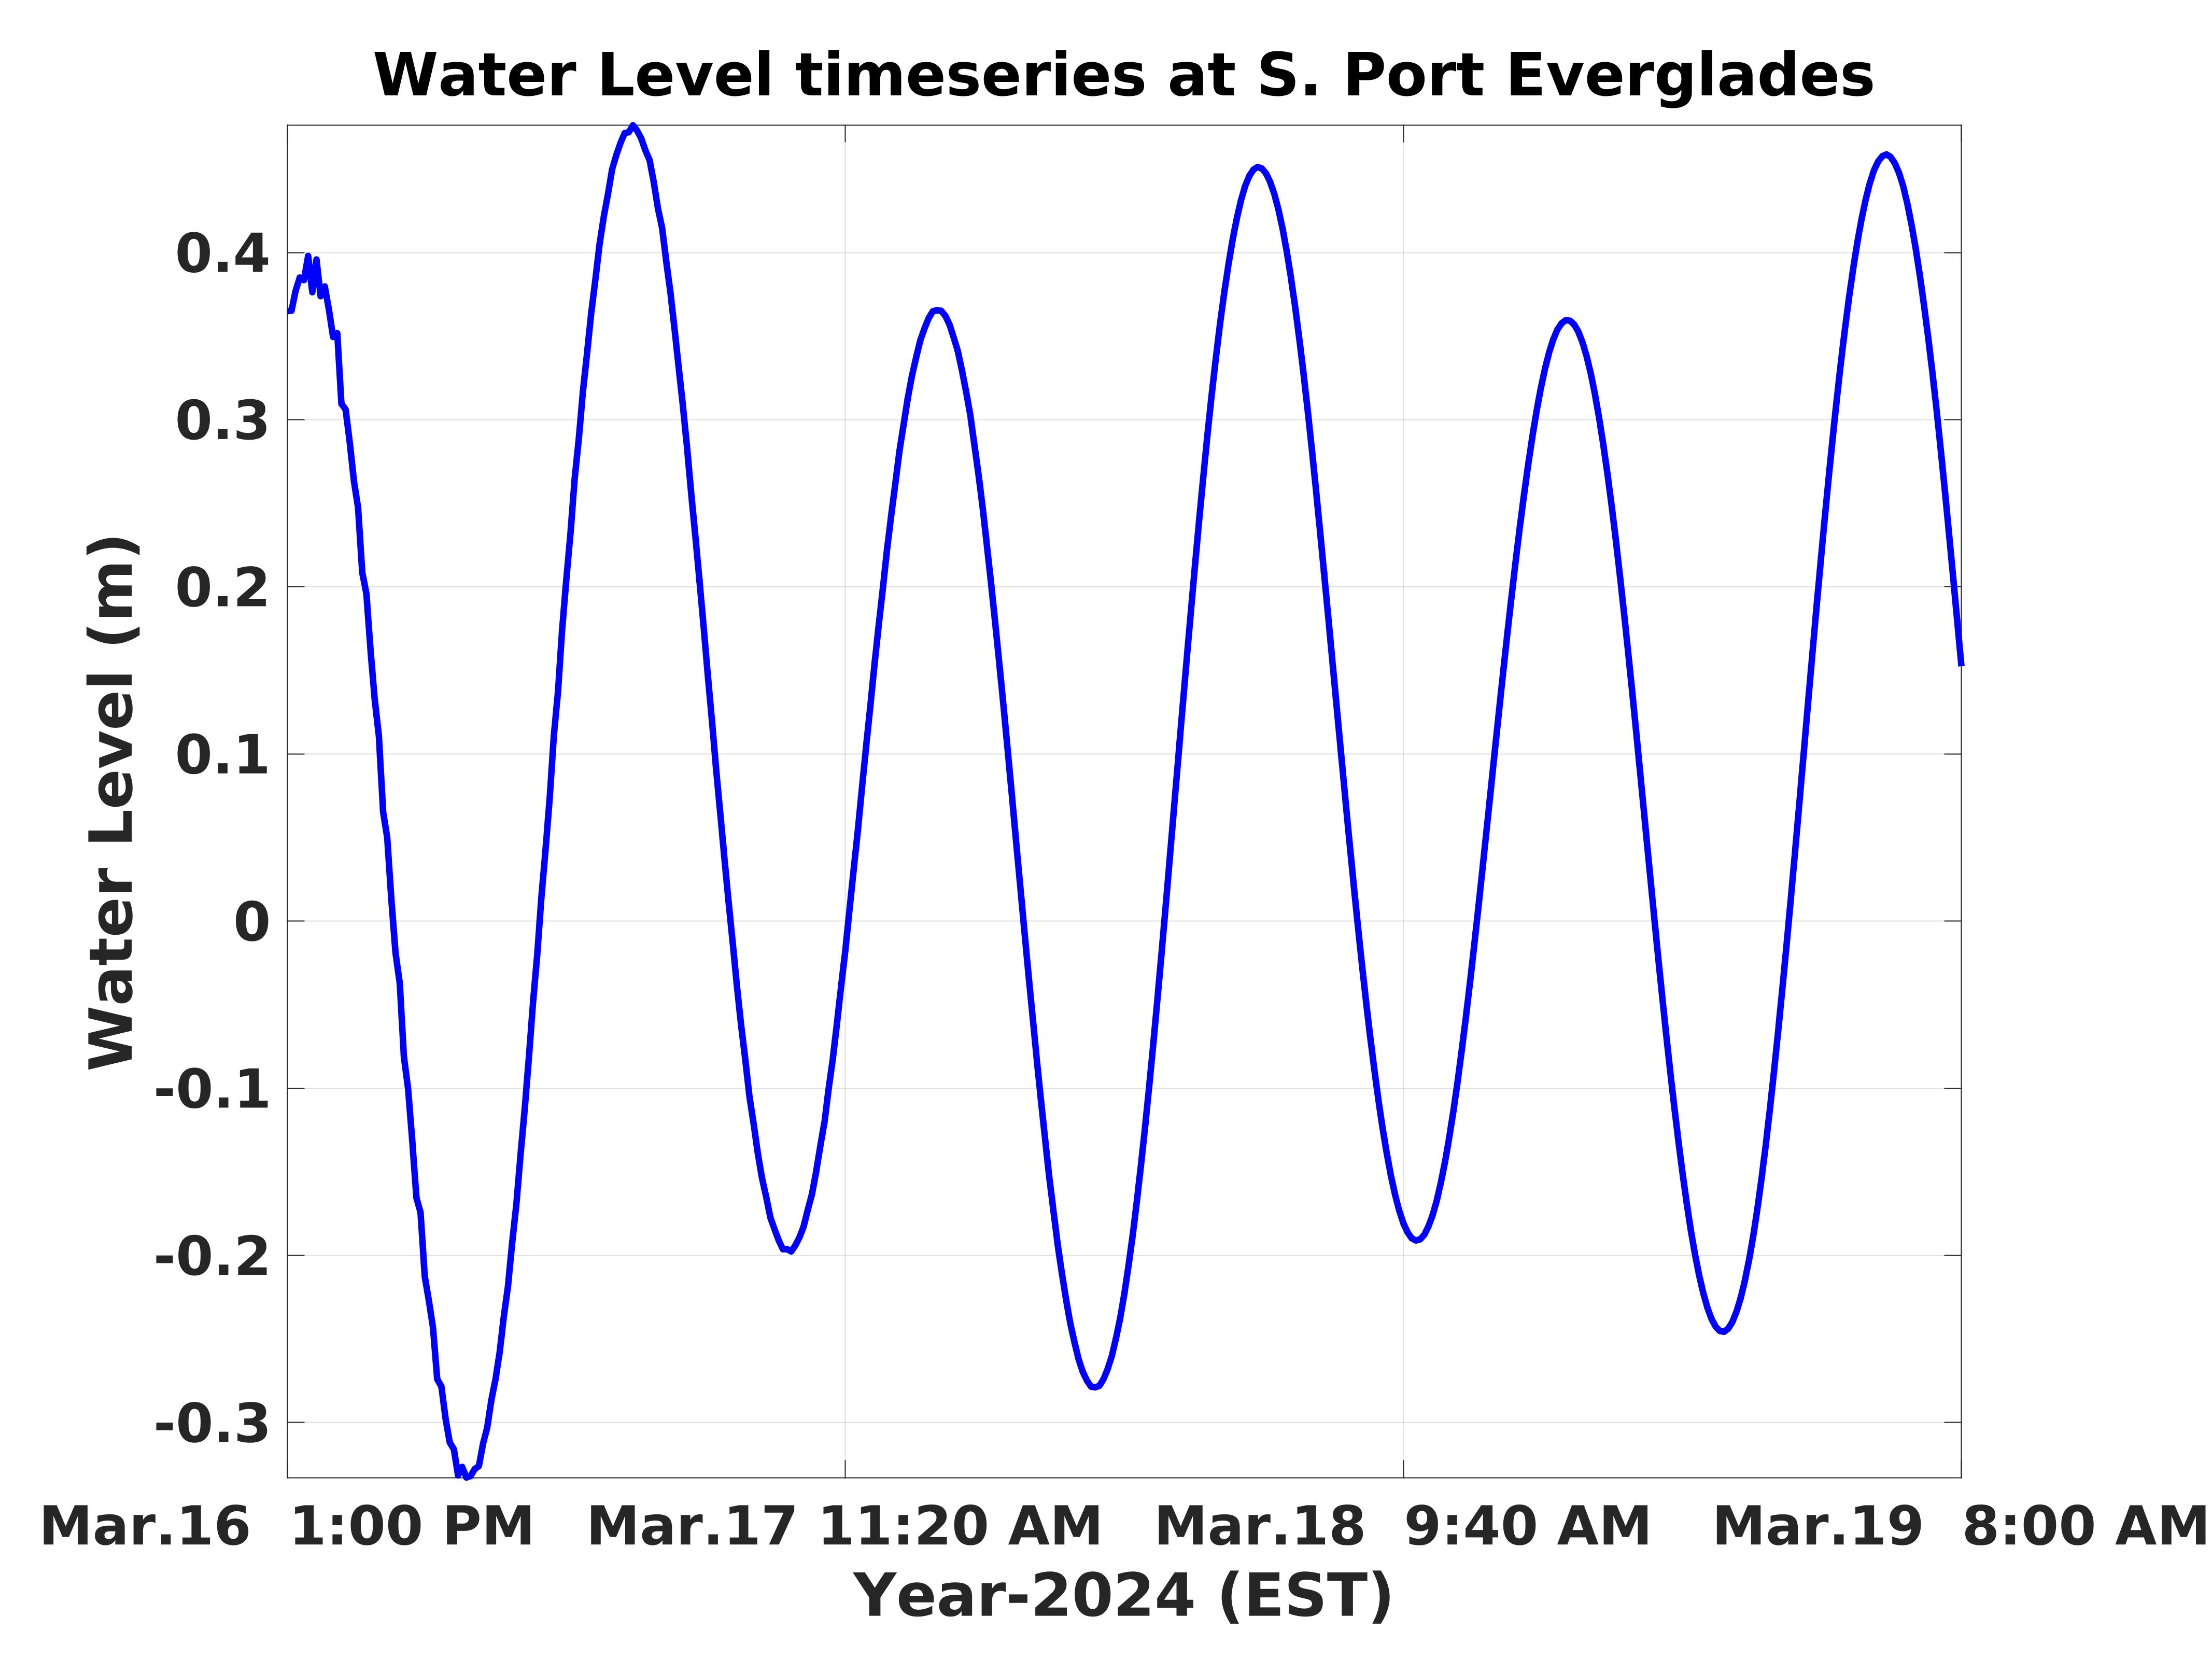 Water Level timeseries at S. Port Everglades
0.4
0.3
0.2
0.1
0
-0.1
-0.2
-0.3
Water Level (m)
Mar.16 1:00 PM Mar.17 11:20 AM Mar.18 9:40 AM Mar.19 8:00 AM
Year-2024 (EST)